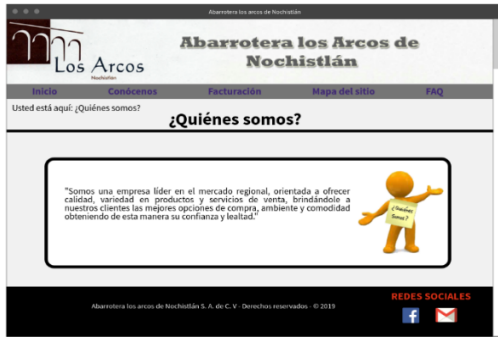 Abarrotera los arcos de Nochistlán
Los Arcos
Nochistlán
Abarrotera los Arcos de
Nochistlán
Inicio Conócenos Facturación Mapa del sitio FAQ
Usted está aquí: ¿Quiénes somos?
¿Quiénes somos?
"Somos una empresa líder en el mercado regional, orientada a ofrecer
calidad, variedad en productos y servicios de venta, brindándole a
nuestros clientes las mejores opciones de compra, ambiente y comodidad
obteniendo de esta manera su confianza y lealtad."
¿Quiénes
Somos?
REDES SOCIALES
Abarrotera los arcos de Nochistlán S. A. de C. V - Derechos reservados - © 2019